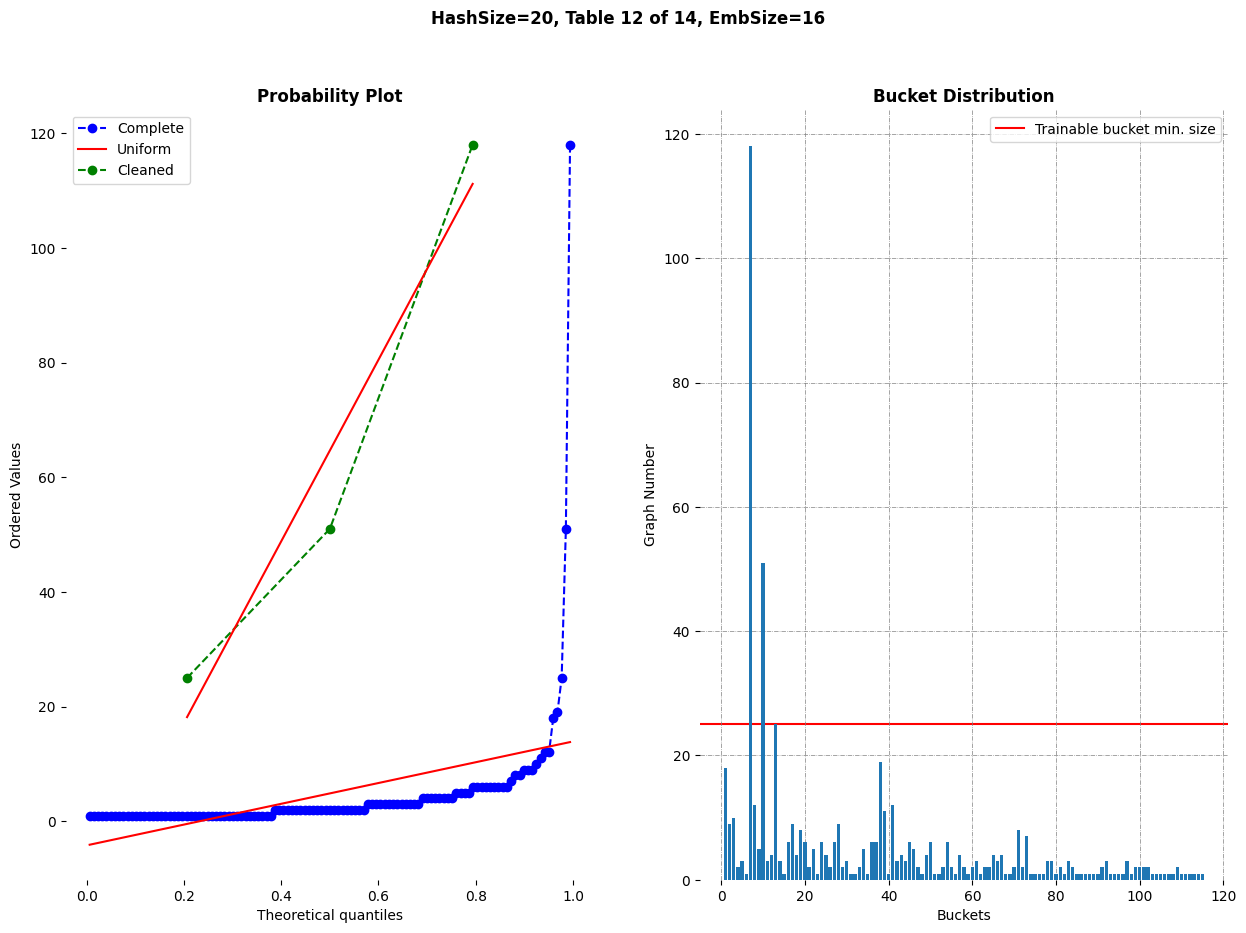 HashSize=20, Table 12 of 14, EmbSize=16
Probability Plot
Complete
Uniform
Cleaned
120
100
80
60
40
20
0
Ordered Values
0.0 0.2 0.4 0.6 0.8 1.0
Theoretical quantiles
Bucket Distribution
Trainable bucket min. size
120
100
80
60
40
20
0
Graph Number
0 20 40 60 80 100 120
Buckets